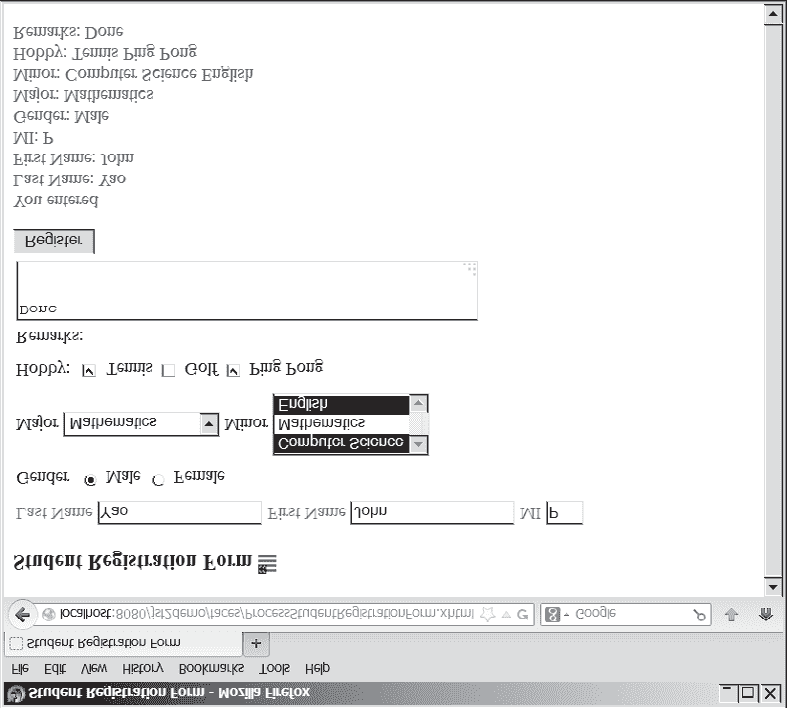 Student Registration Form - Mozilla Firefox
File Edit View History Bookmarks Tools Help
Student Registration Form +
localhost:8080/jsf2demo/faces/ProcessStudentRegistrationForm.xhtml Google
Student Registration Form
Last Name Yao First Name John MI P
Gender Male Female
Major Mathematics Minor Computer Science
Mathematics
English
Hobby: Tennis Golf Ping Pong
Remarks:
Done
Register
You entered
Last Name: Yao
First Name: John
MI: P
Gender: Male
Major: Mathematics
Minor: Computer Science English
Hobby: Tennis Ping Pong
Remarks: Done